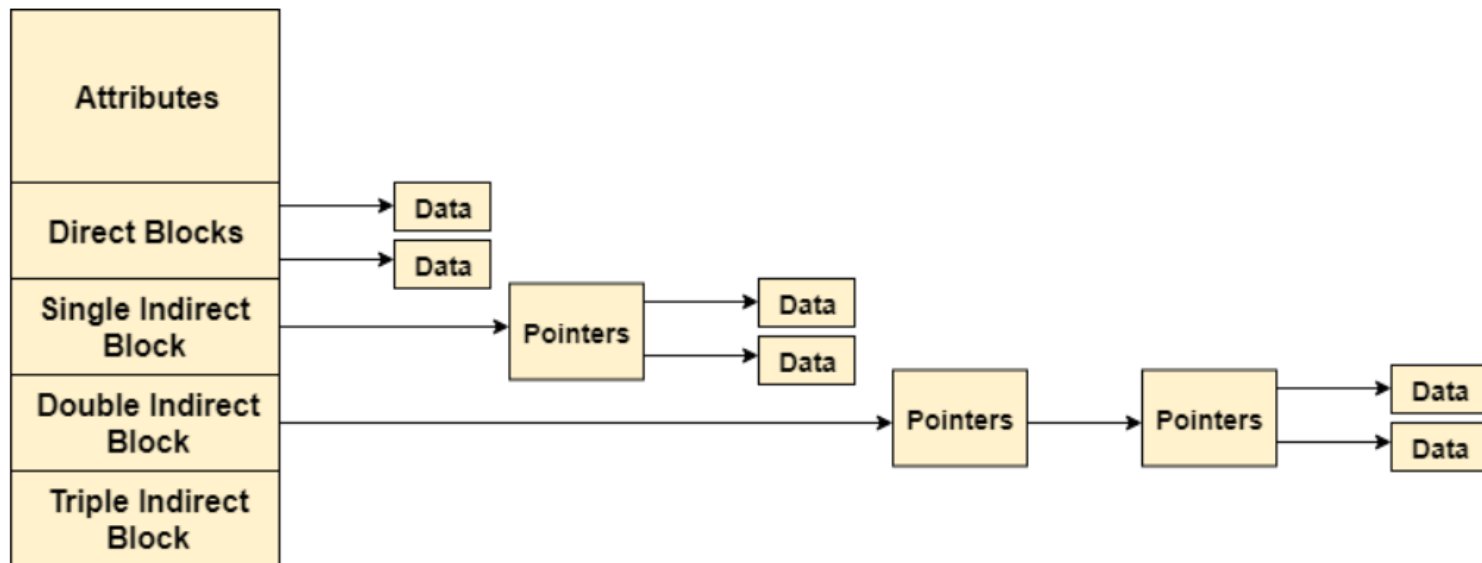 Attributes
Direct Blocks
Data
Data
Single Indirect
Block
Pointers
Data
Data
Double Indirect
Block
Pointers
Pointers
Data
Data
Triple Indirect
Block